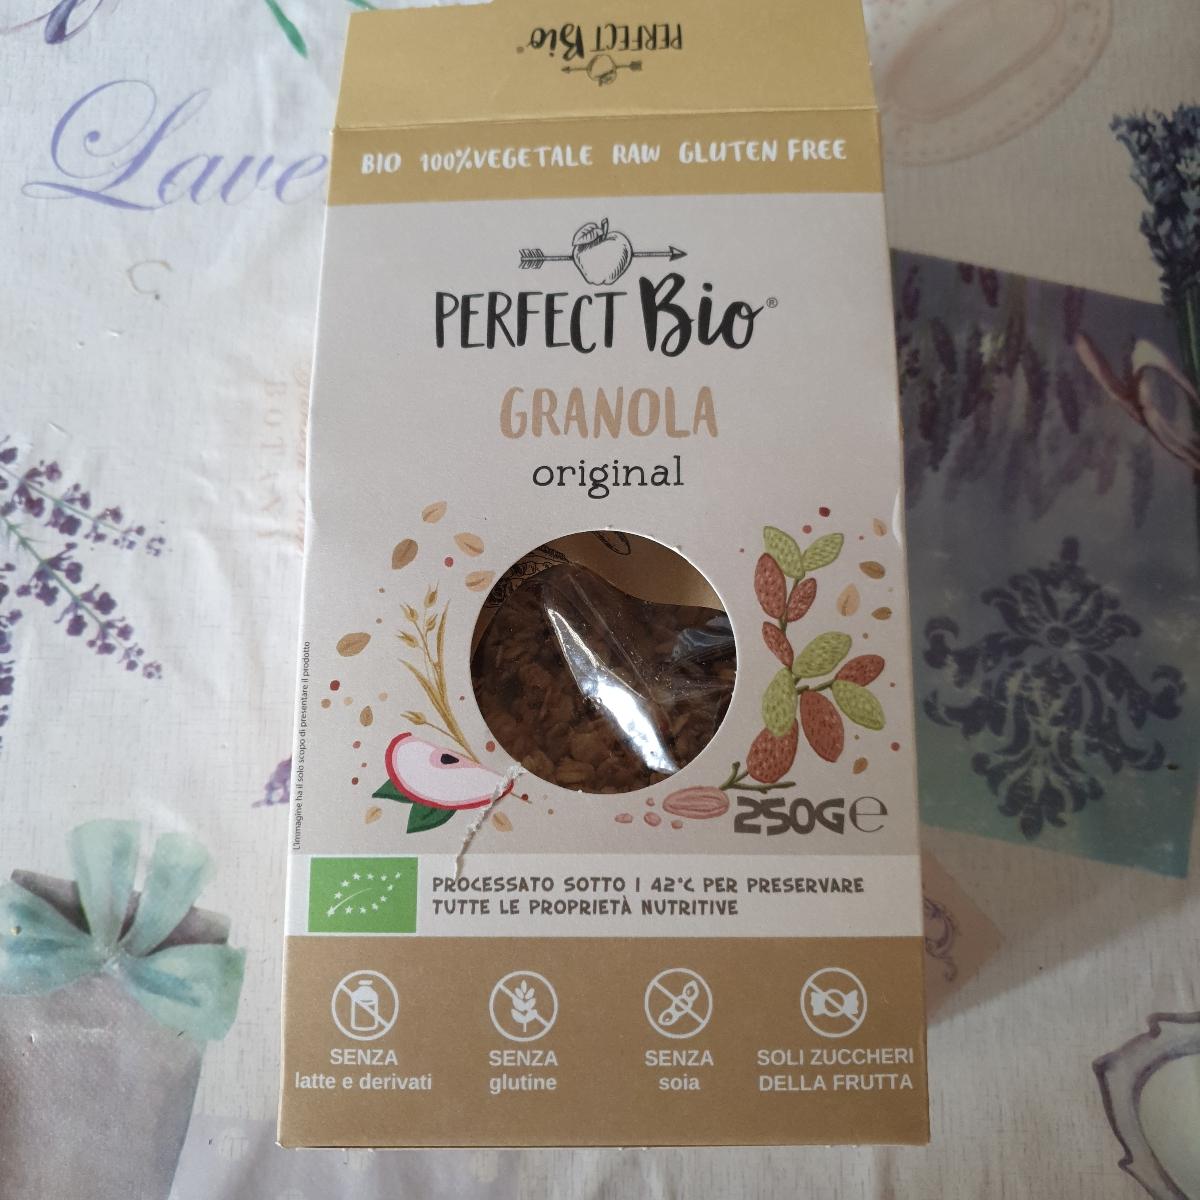 PERFECT Bio®
BIO 100%VEGETALE RAW GLUTEN FREE
PERFECT Bio®
GRANOLA
original
L'immagine ha il solo scopo di presentare il prodotto
250G e
PROCESSATO SOTTO I 42°C PER PRESERVARE
TUTTE LE PROPRIETÀ NUTRITIVE
SENZA
latte e derivati
SENZA
glutine
SENZA
soia
SOLI ZUCCHERI
DELLA FRUTTA
Lave